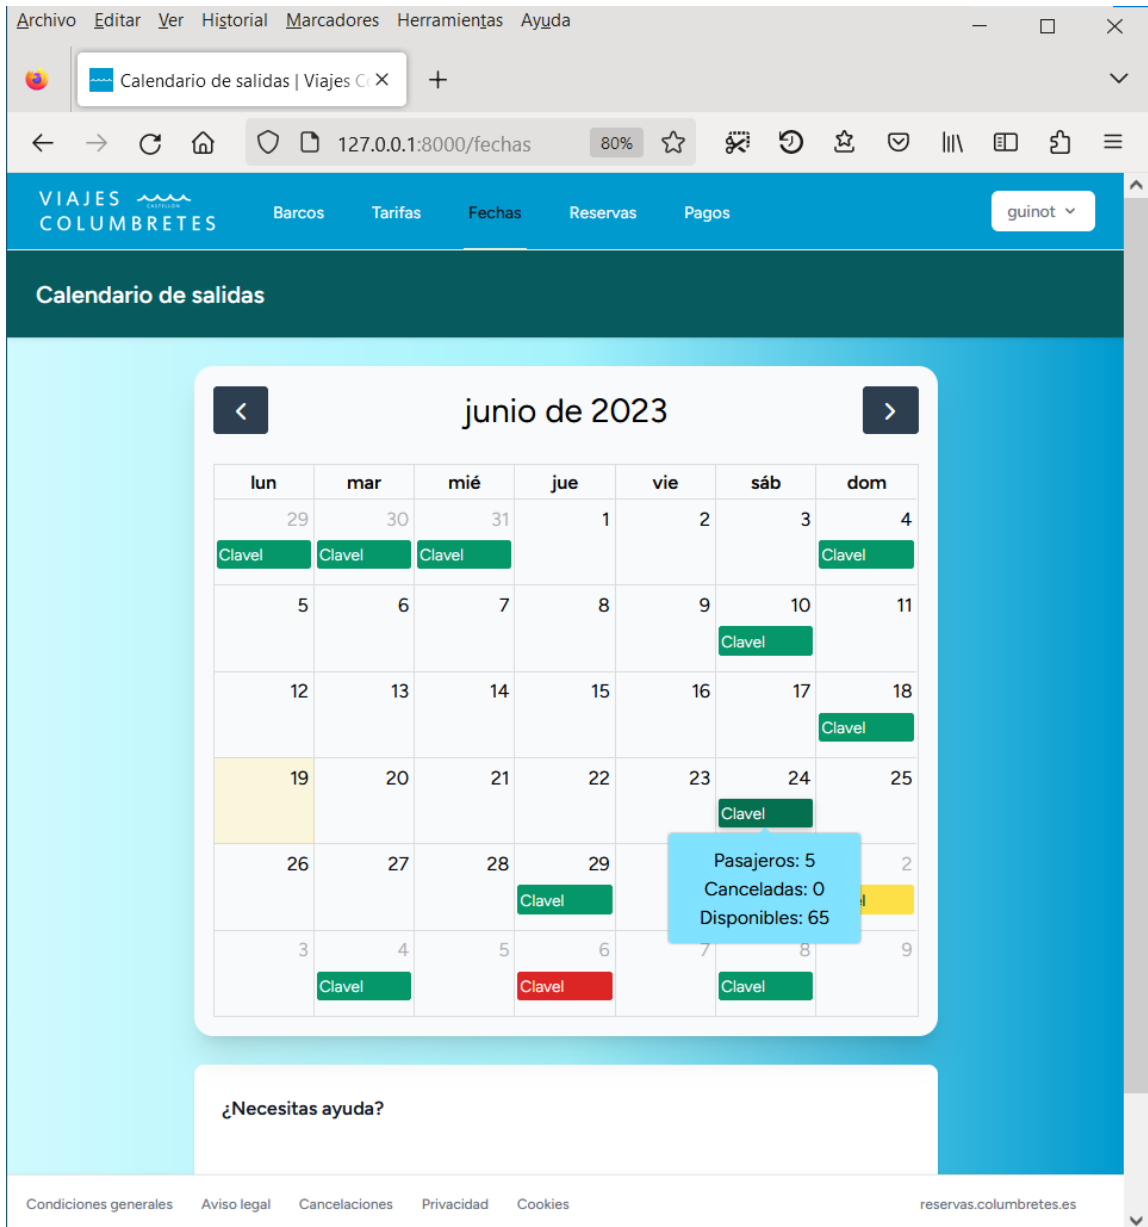 Archivo Editar Ver Historial Marcadores Herramientas Ayuda
Calendario de salidas | Viajes
127.0.0.1:8000/fechas 80%
VIAJES CASTELLÓN
COLUMBRETES
Barcos Tarifas Fechas Reservas Pagos guinot
Calendario de salidas
junio de 2023
lun mar mié jue vie sáb dom
29 30 31 1 2 3 4
Clavel Clavel Clavel Clavel
5 6 7 8 9 10 11
Clavel
12 13 14 15 16 17 18
Clavel
19 20 21 22 23 24 25
Clavel
26 27 28 29 2
Clavel
Pasajeros: 5
Canceladas: 0
Disponibles: 65
3 4 5 6 7 8 9
Clavel Clavel Clavel
¿Necesitas ayuda?
Condiciones generales Aviso legal Cancelaciones Privacidad Cookies reservas.columbretes.es